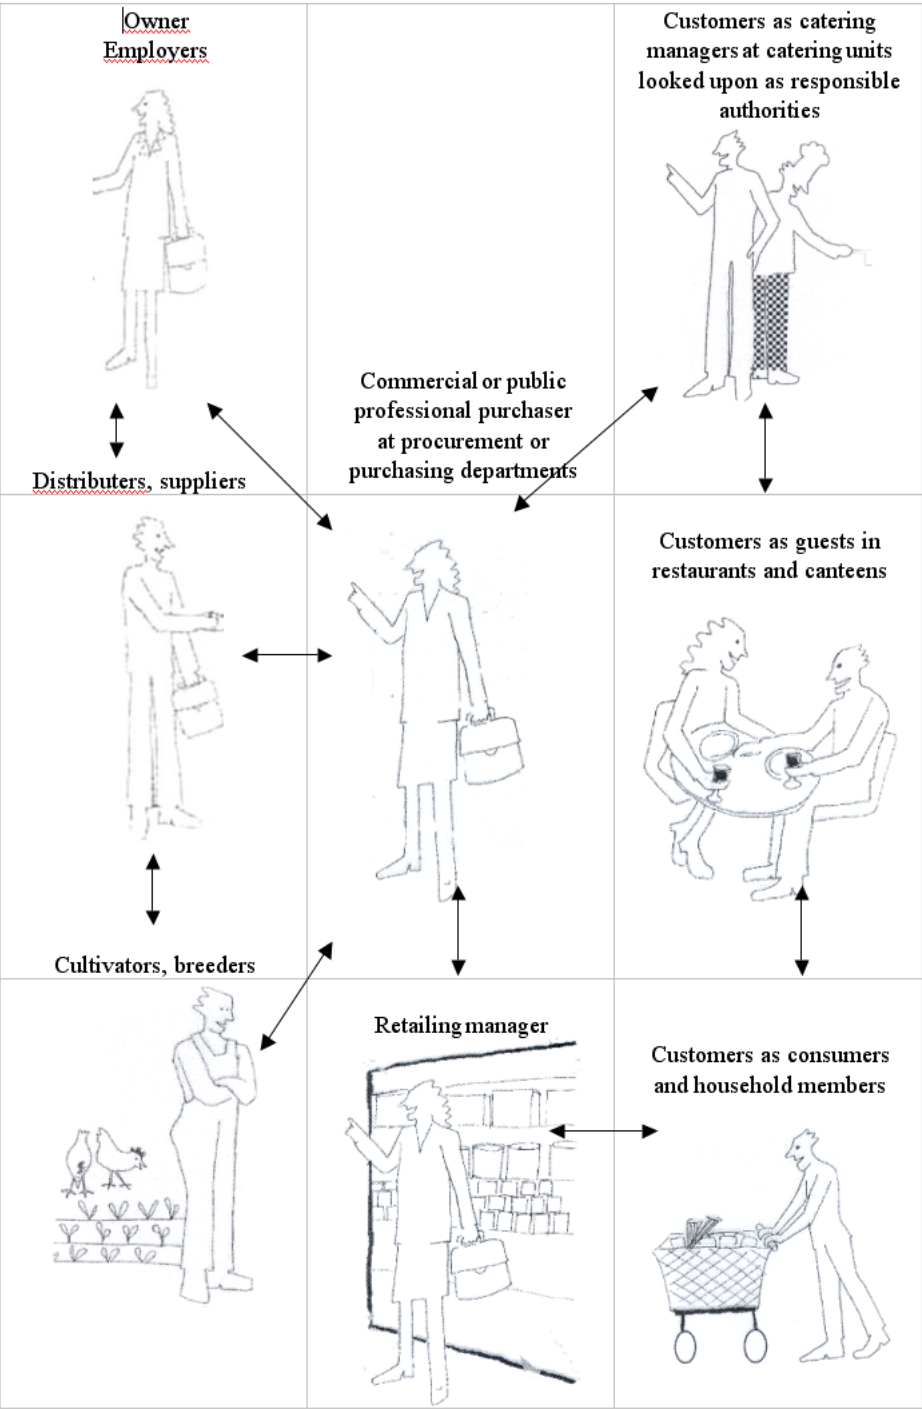 Owner
Employers
Customers as catering
managers at catering units
looked upon as responsible
authorities
Commercial or public
professional purchaser
at procurement or
purchasing departments
Distributers, suppliers
Customers as guests in
restaurants and canteens
Cultivators, breeders
Retailing manager
Customers as consumers
and household members